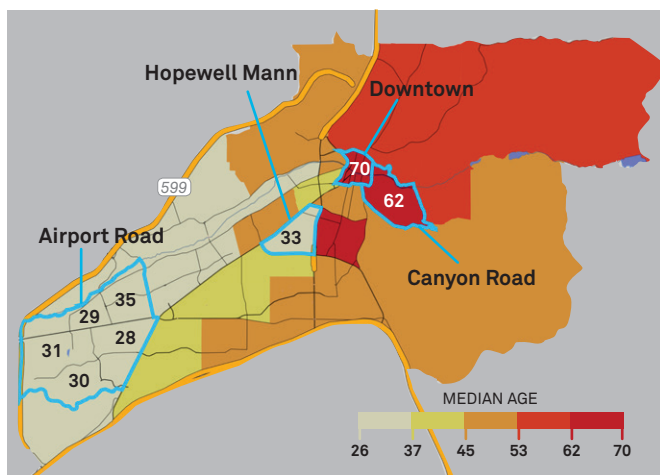 Hopewell Mann
Downtown
599
70
62
33
Airport Road
Canyon Road
35
29
28
31
30
MEDIAN AGE
26 37 45 53 62 70